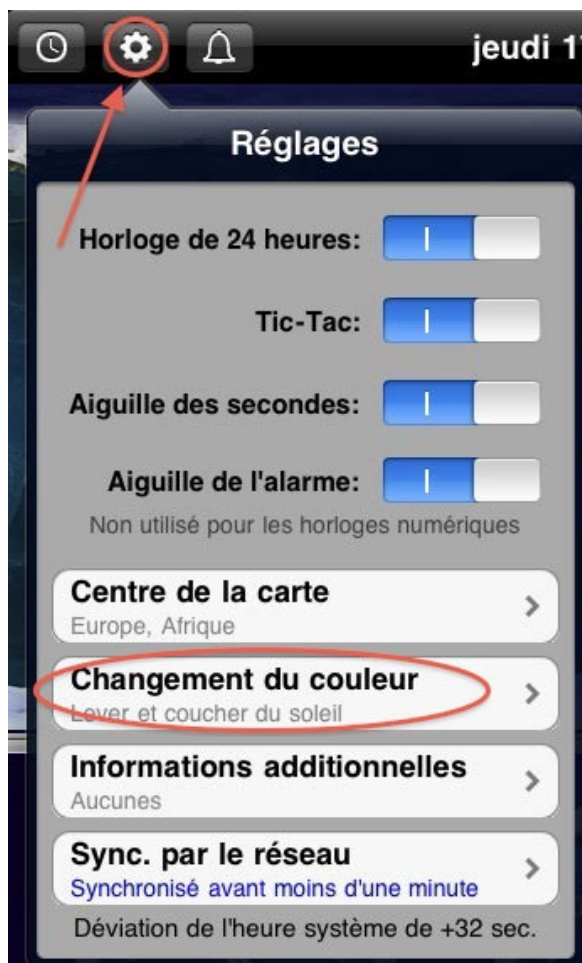 jeudi 17
Réglages
Horloge de 24 heures:
Tic-Tac:
Aiguille des secondes:
Aiguille de l'alarme:
Non utilisé pour les horloges numériques
Centre de la carte
Europe, Afrique
Changement du couleur
Lever et coucher du soleil
Informations additionnelles
Aucunes
Sync. par le réseau
Synchronisé avant moins d'une minute
Déviation de l'heure système de +32 sec.